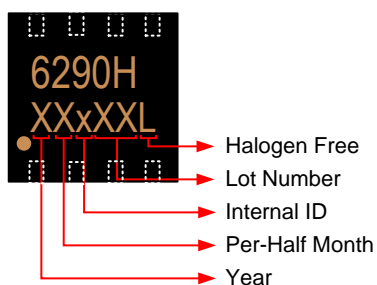 6290H
XXxXXL
Halogen Free
Lot Number
Internal ID
Per-Half Month
Year